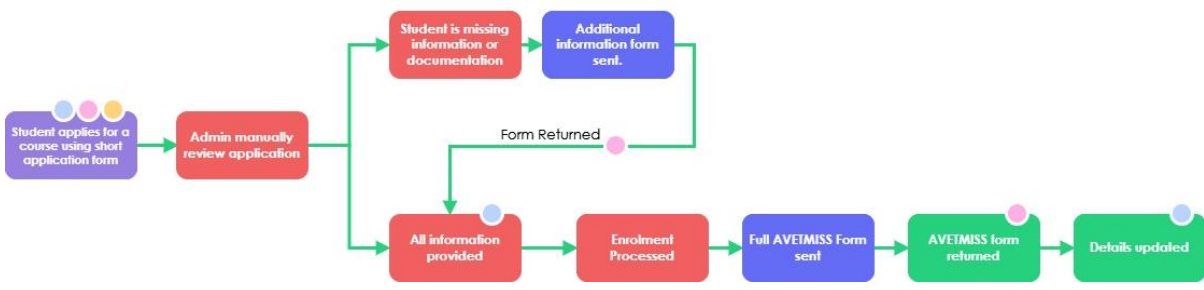 Student is missing
information or
documentation
Additional
information form
sent.
Student applies for a
course using short
application form
Admin manually
review application
Form Returned
All information
provided
Enrolment
Processed
Full AVETMISS Form
sent
AVETMISS form
returned
Details updated